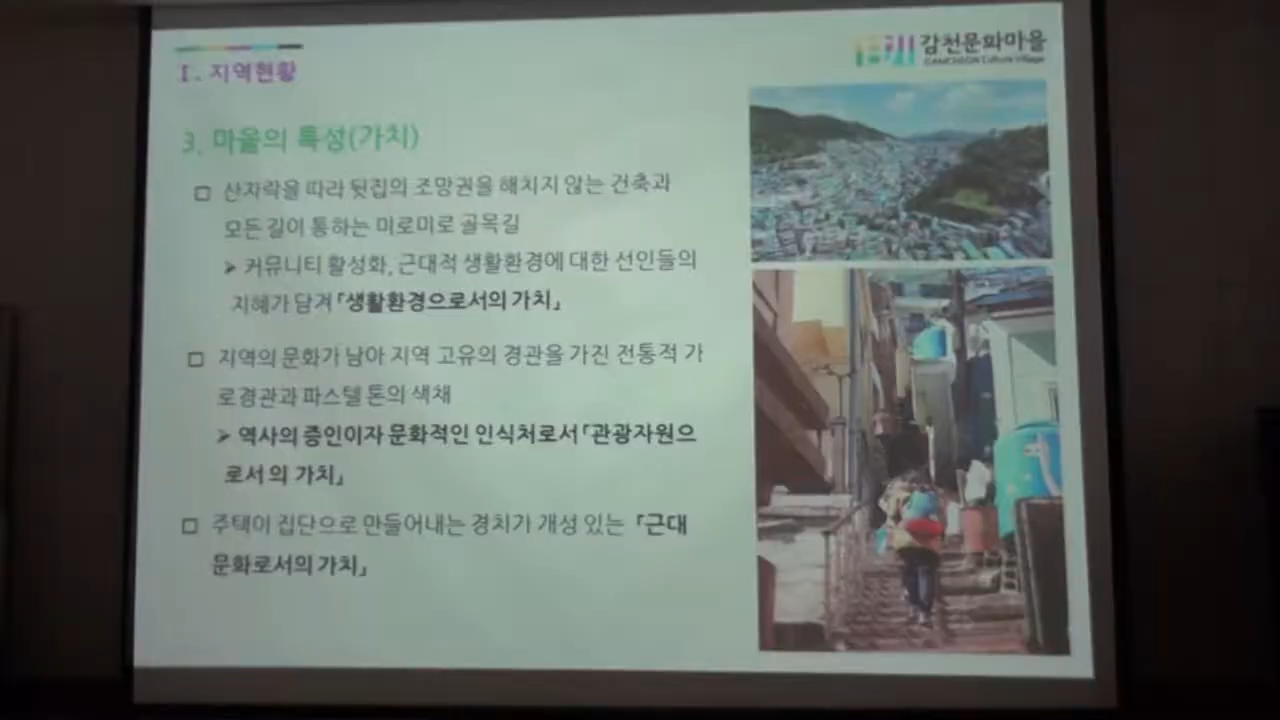 Ⅰ. 지역현황
감천문화마을
GAMCHEON Culture Village
3. 마을의 특성(가치)
□ 산자락을 따라 뒷집의 조망권을 해치지 않는 건축과
모든 길이 통하는 미로미로 골목길
➢ 커뮤니티 활성화, 근대적 생활환경에 대한 선인들의
지혜가 담겨 「생활환경으로서의 가치」
□ 지역의 문화가 남아 지역 고유의 경관을 가진 전통적 가
로경관과 파스텔 톤의 색채
➢ 역사의 증인이자 문화적인 인식처로서 「관광자원으
로서 의 가치」
□ 주택이 집단으로 만들어내는 경치가 개성 있는 「근대
문화로서의 가치」